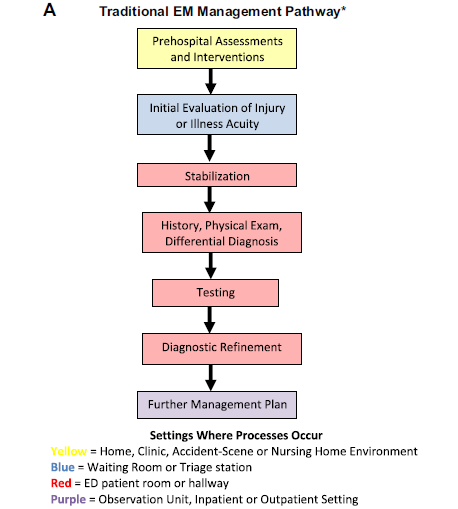 A Traditional EM Management Pathway*
Prehospital Assessments
and Interventions
Initial Evaluation of Injury
or Illness Acuity
Stabilization
History, Physical Exam,
Differential Diagnosis
Testing
Diagnostic Refinement
Further Management Plan
Settings Where Processes Occur
Yellow = Home, Clinic, Accident-Scene or Nursing Home Environment
Blue = Waiting Room or Triage station
Red = ED patient room or hallway
Purple = Observation Unit, Inpatient or Outpatient Setting